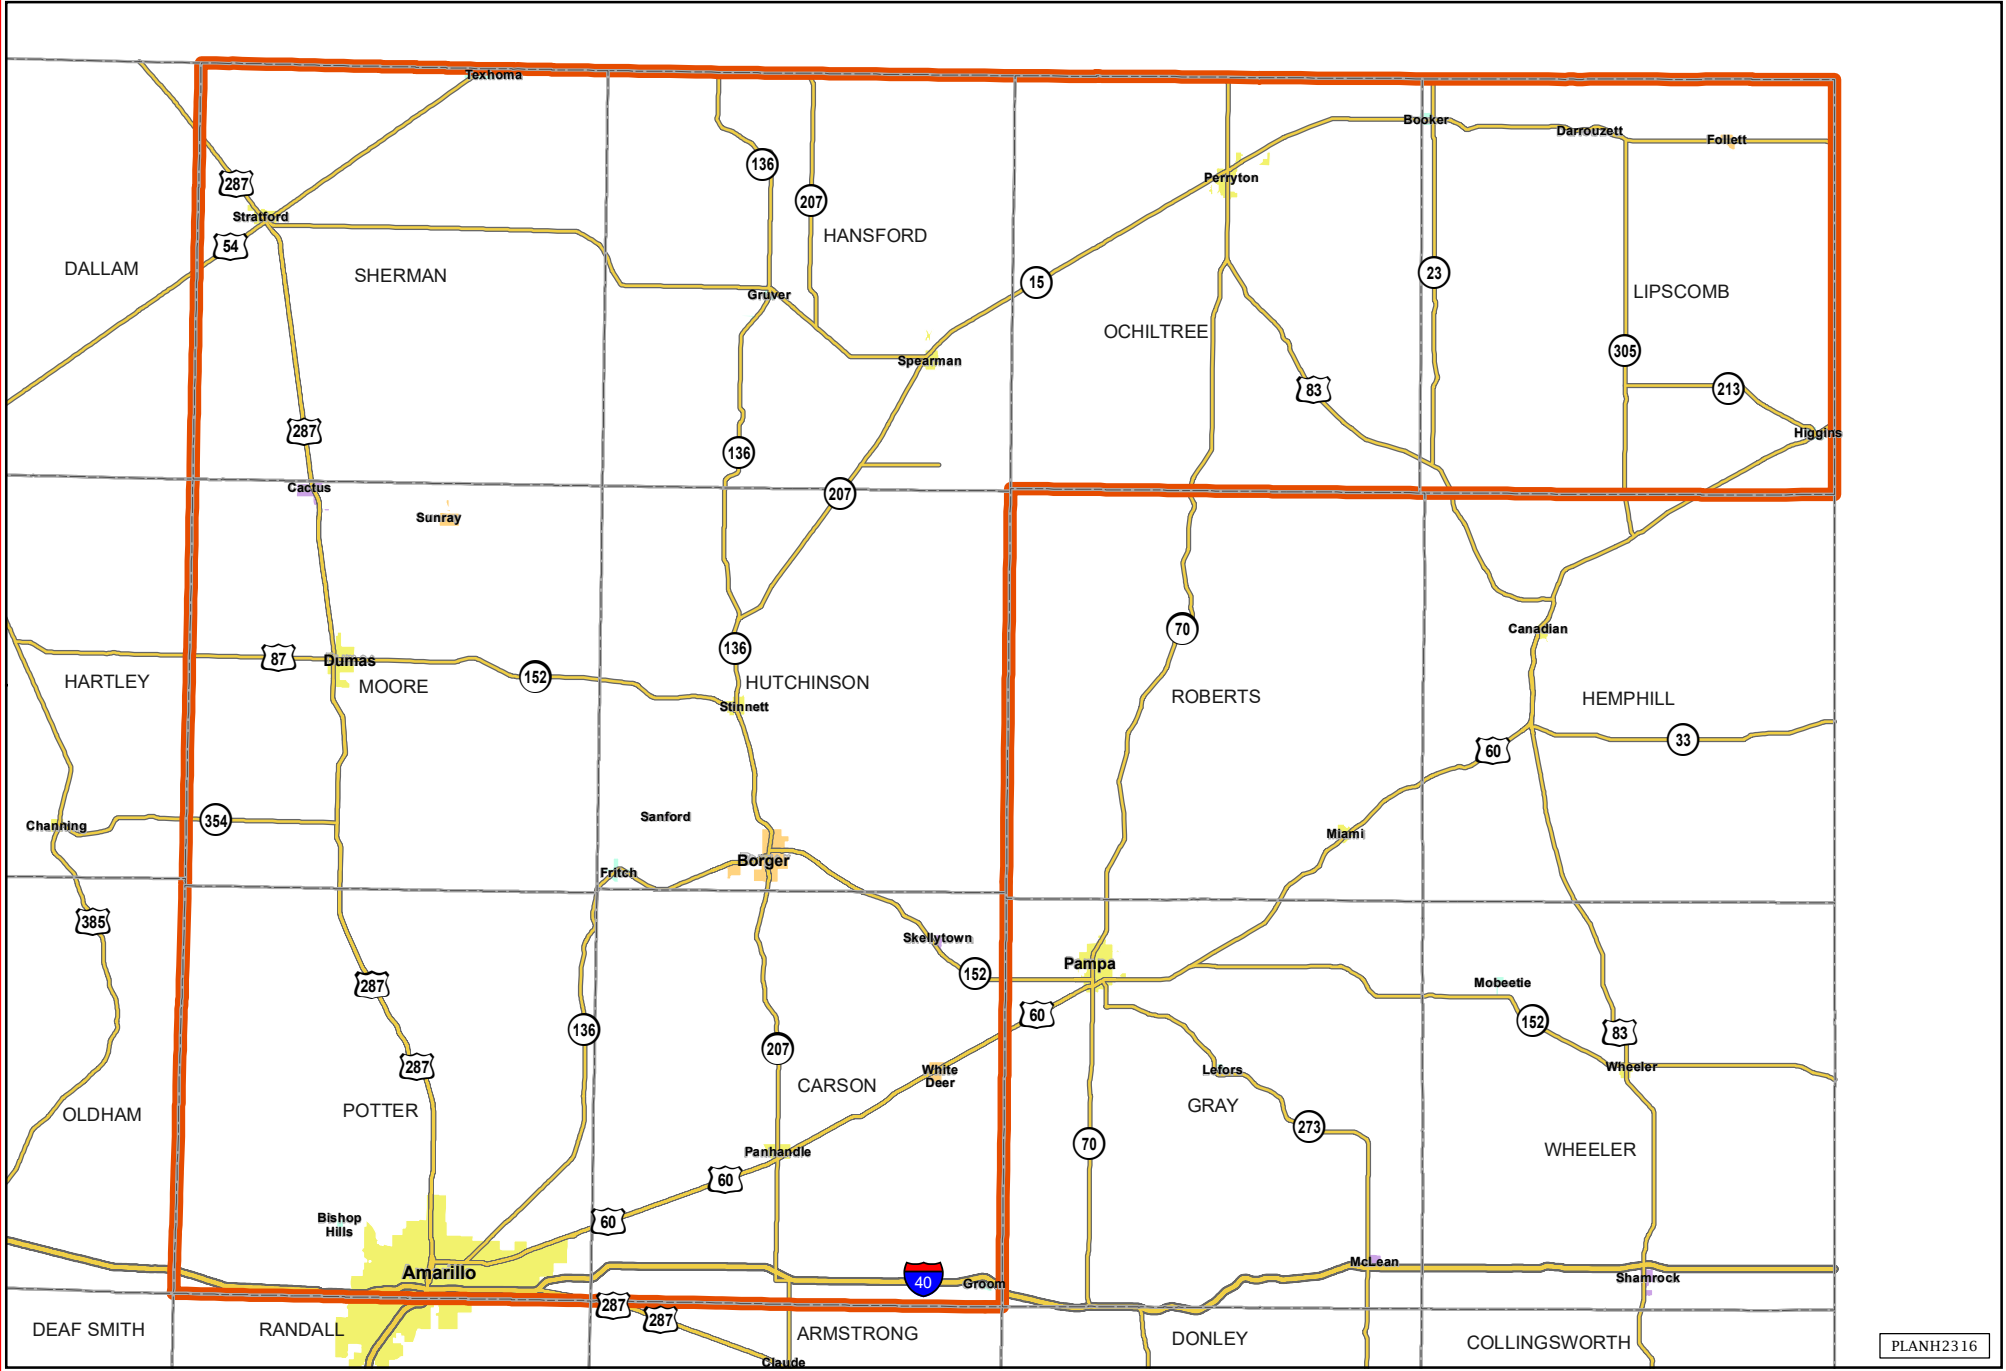 Texhoma
Booker
Darrouzett
Follett
136
287
Perryton
207
Stratford
54
HANSFORD
DALLAM
SHERMAN
15
23
LIPSCOMB
Gruver
OCHILTREE
305
Spearman
83
213
287
Higgins
136
Cactus
207
Sunray
70
Canadian
136
87
Dumas
152
HARTLEY
MOORE
HUTCHINSON
ROBERTS
HEMPHILL
Stinnett
33
60
354
Sanford
Channing
Miami
Borger
Fritch
385
Skellytown
Pampa
152
287
Mobeetie
60
152
136
83
207
287
White
Deer
Lefors
Wheeler
CARSON
POTTER
OLDHAM
GRAY
273
70
Panhandle
WHEELER
60
Bishop
Hills
60
McLean
Amarillo
40
Groom
Shamrock
287
287
DEAF SMITH
RANDALL
ARMSTRONG
DONLEY
COLLINGSWORTH
PLANH2316
Claude